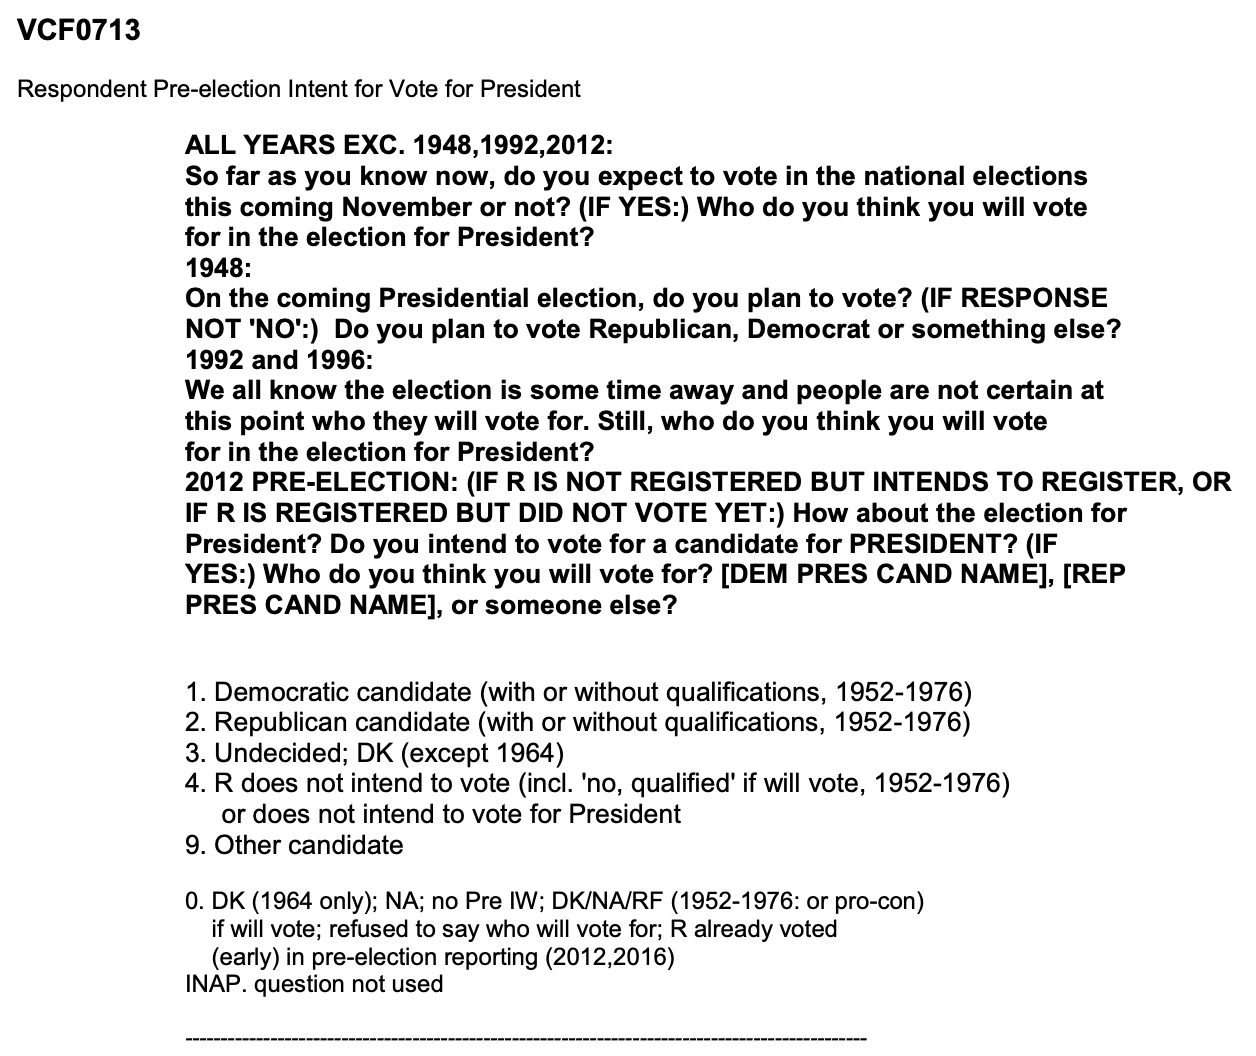 VCF0713
Respondent Pre-election Intent for Vote for President
ALL YEARS EXC. 1948,1992,2012:
So far as you know now, do you expect to vote in the national elections
this coming November or not? (IF YES:) Who do you think you will vote
for in the election for President?
1948:
On the coming Presidential election, do you plan to vote? (IF RESPONSE
NOT 'NO':)  Do you plan to vote Republican, Democrat or something else?
1992 and 1996:
We all know the election is some time away and people are not certain at
this point who they will vote for. Still, who do you think you will vote
for in the election for President?
2012 PRE-ELECTION: (IF R IS NOT REGISTERED BUT INTENDS TO REGISTER, OR
IF R IS REGISTERED BUT DID NOT VOTE YET:) How about the election for
President? Do you intend to vote for a candidate for PRESIDENT? (IF
YES:) Who do you think you will vote for? [DEM PRES CAND NAME], [REP
PRES CAND NAME], or someone else?
1. Democratic candidate (with or without qualifications, 1952-1976)
2. Republican candidate (with or without qualifications, 1952-1976)
3. Undecided; DK (except 1964)
4. R does not intend to vote (incl. 'no, qualified' if will vote, 1952-1976)
or does not intend to vote for President
9. Other candidate
0. DK (1964 only); NA; no Pre IW; DK/NA/RF (1952-1976: or pro-con)
if will vote; refused to say who will vote for; R already voted
(early) in pre-election reporting (2012,2016)
INAP. question not used
----------------------------------------------------------------------------------------------------